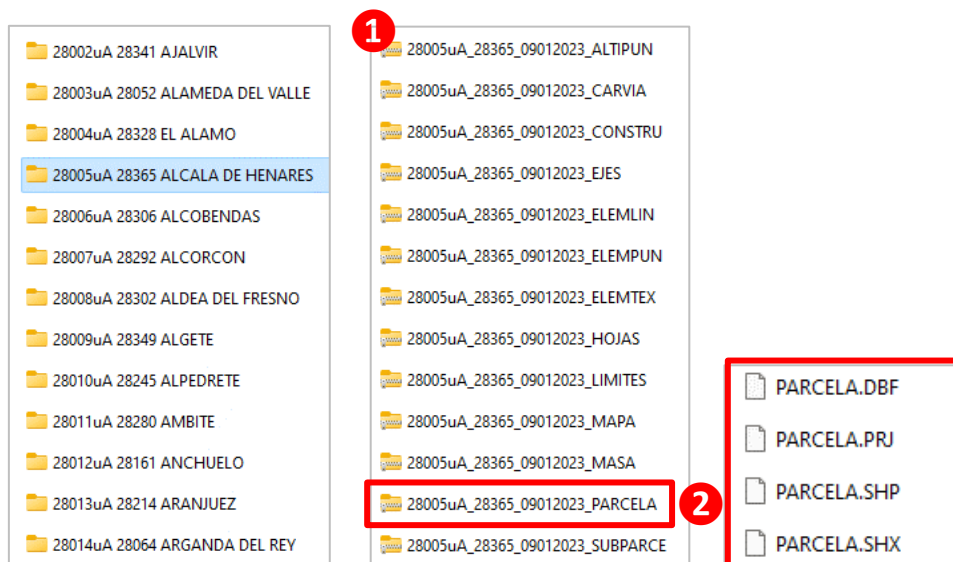 28002uA 28341 AJALVIR
28003uA 28052 ALAMEDA DEL VALLE
28004uA 28328 EL ALAMO
28005uA 28365 ALCALA DE HENARES
28006uA 28306 ALCOBENDAS
28007uA 28292 ALCORCON
28008uA 28302 ALDEA DEL FRESNO
28009uA 28349 ALGETE
28010uA 28245 ALPEDRETE
28011uA 28280 AMBITE
28012uA 28161 ANCHUELO
28013uA 28214 ARANJUEZ
28014uA 28064 ARGANDA DEL REY
1
28005uA_28365_09012023_ALTIPUN
28005uA_28365_09012023_CARVIA
28005uA_28365_09012023_CONSTRU
28005uA_28365_09012023_EJES
28005uA_28365_09012023_ELEMLIN
28005uA_28365_09012023_ELEMPUN
28005uA_28365_09012023_ELEMTEX
28005uA_28365_09012023_HOJAS
28005uA_28365_09012023_LIMITES
28005uA_28365_09012023_MAPA
28005uA_28365_09012023_MASA
28005uA_28365_09012023_PARCELA
28005uA_28365_09012023_SUBPARCE
2
PARCELA.DBF
PARCELA.PRJ
PARCELA.SHP
PARCELA.SHX